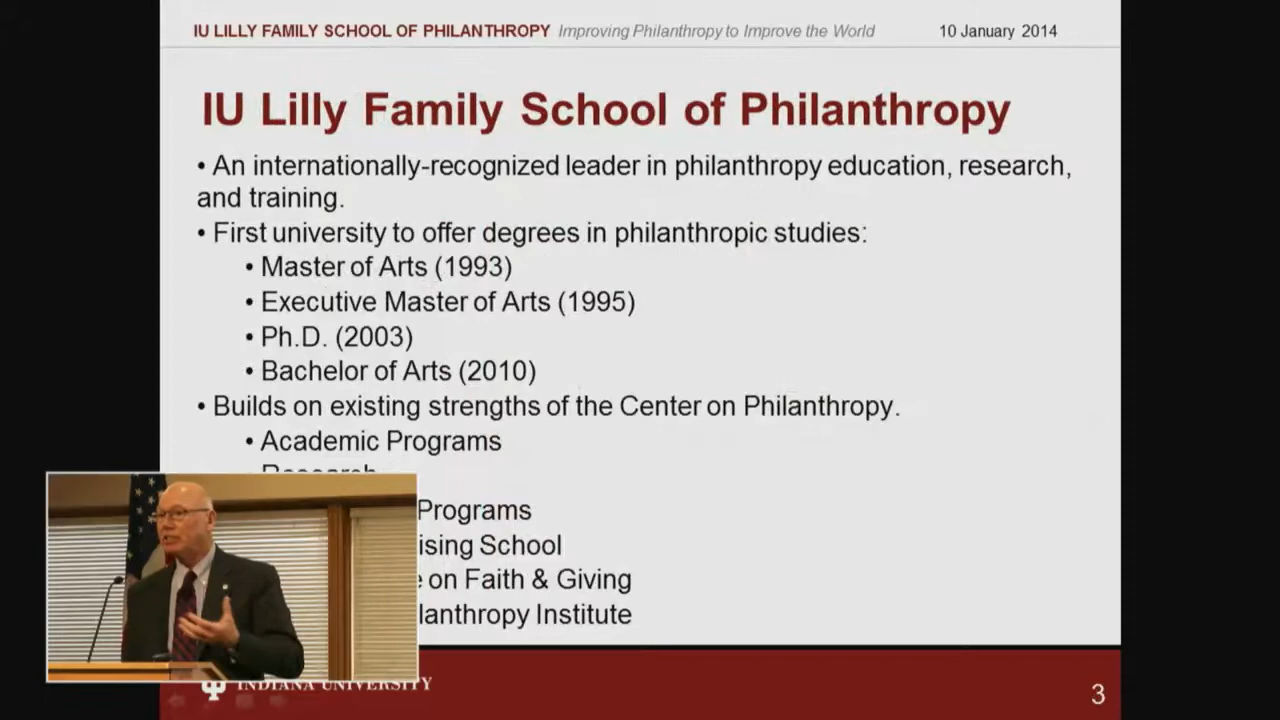 IU LILLY FAMILY SCHOOL OF PHILANTHROPY Improving Philanthropy to Improve the World 10 January 2014
IU Lilly Family School of Philanthropy
• An internationally-recognized leader in philanthropy education, research,
and training.
• First university to offer degrees in philanthropic studies:
• Master of Arts (1993)
• Executive Master of Arts (1995)
• Ph.D. (2003)
• Bachelor of Arts (2010)
• Builds on existing strengths of the Center on Philanthropy.
• Academic Programs
• Research
Programs
ising School
on Faith & Giving
lanthropy Institute
INDIANA UNIVERSITY
3